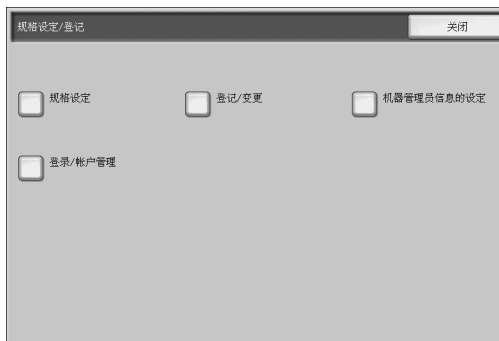 规格设定/登记
关闭
规格设定
登记/变更
机器管理员信息的设定
登录/帐户管理